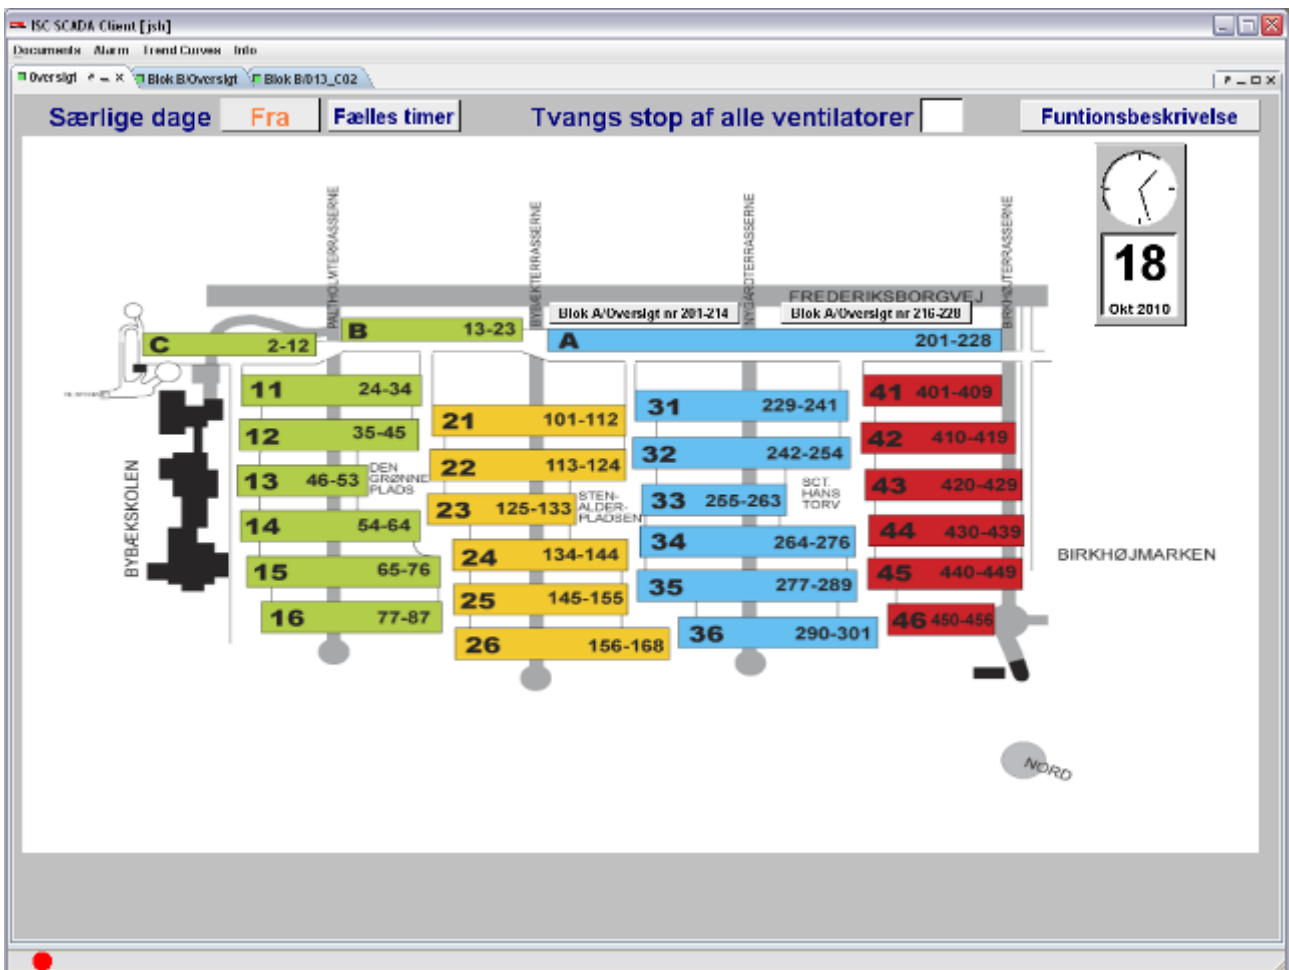 ISC SCADA Client [jsh]
Documents Alarm Trend Curves Info
Oversigt
Blok B/Oversigt
Blok B/D13_C02
Særlige dage
Fra
Fælles timer
Tvangs stop af alle ventilatorer
Funtionsbeskrivelse
18
Okt 2010
PALTHOLMTERRASSERNE
BYBÆKTERRASSERNE
NYGÅRDTERRASSERNE
BIRKHØJTERRASSERNE
FREDERIKSBORGVEJ
Blok A/Oversigt nr 201-214
Blok A/Oversigt nr 216-228
C 2-12
B 13-23
A 201-228
11 24-34
12 35-45
13 46-53
14 54-64
15 65-76
16 77-87
DEN
GRØNNE
PLADS
21 101-112
22 113-124
23 125-133
24 134-144
25 145-155
26 156-168
STEN-
ALDER-
PLADSEN
31 229-241
32 242-254
33 255-263
34 264-276
35 277-289
36 290-301
SCT.
HANS
TORV
41 401-409
42 410-419
43 420-429
44 430-439
45 440-449
46 450-456
BYBÆKSKOLEN
BIRKHØJMARKEN
NORD